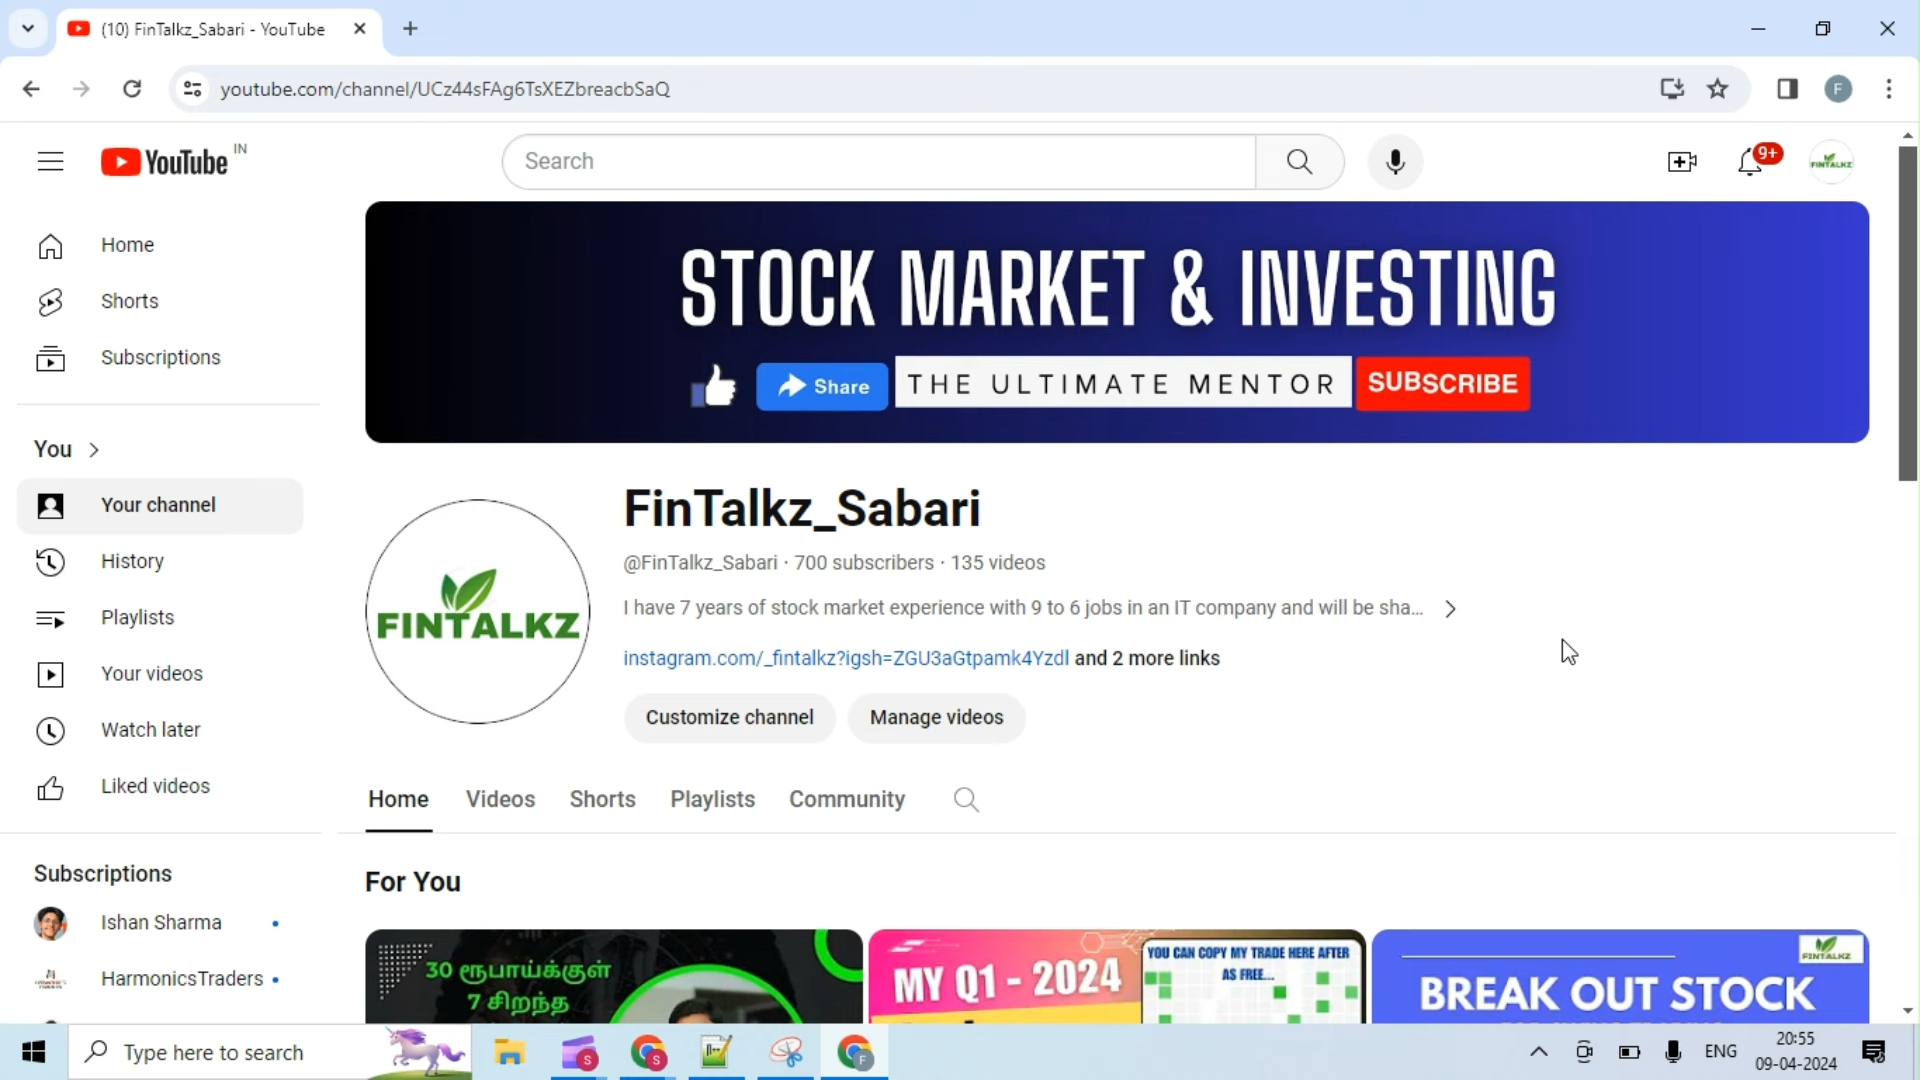 (10) FinTalkz_Sabari - YouTube
youtube.com/channel/UCz44sFAg6TsXEZbreacbSaQ
F
YouTube IN
Search
9+
FINTALKZ
Home
Shorts
Subscriptions
You
Your channel
History
Playlists
Your videos
Watch later
Liked videos
Subscriptions
Ishan Sharma
HarmonicsTraders
STOCK MARKET & INVESTING
Share
THE ULTIMATE MENTOR
SUBSCRIBE
FINTALKZ
FinTalkz_Sabari
@FinTalkz_Sabari · 700 subscribers · 135 videos
I have 7 years of stock market experience with 9 to 6 jobs in an IT company and will be sha...
instagram.com/_fintalkz?igsh=ZGU3aGtpamk4Yzdl and 2 more links
Customize channel
Manage videos
Home
Videos
Shorts
Playlists
Community
For You
30 ரூபாய்க்குள்
7 சிறந்த
MY Q1 - 2024
YOU CAN COPY MY TRADE HERE AFTER
AS FREE...
FINTALKZ
BREAK OUT STOCK
Type here to search
S
S
F
ENG
20:55
09-04-2024